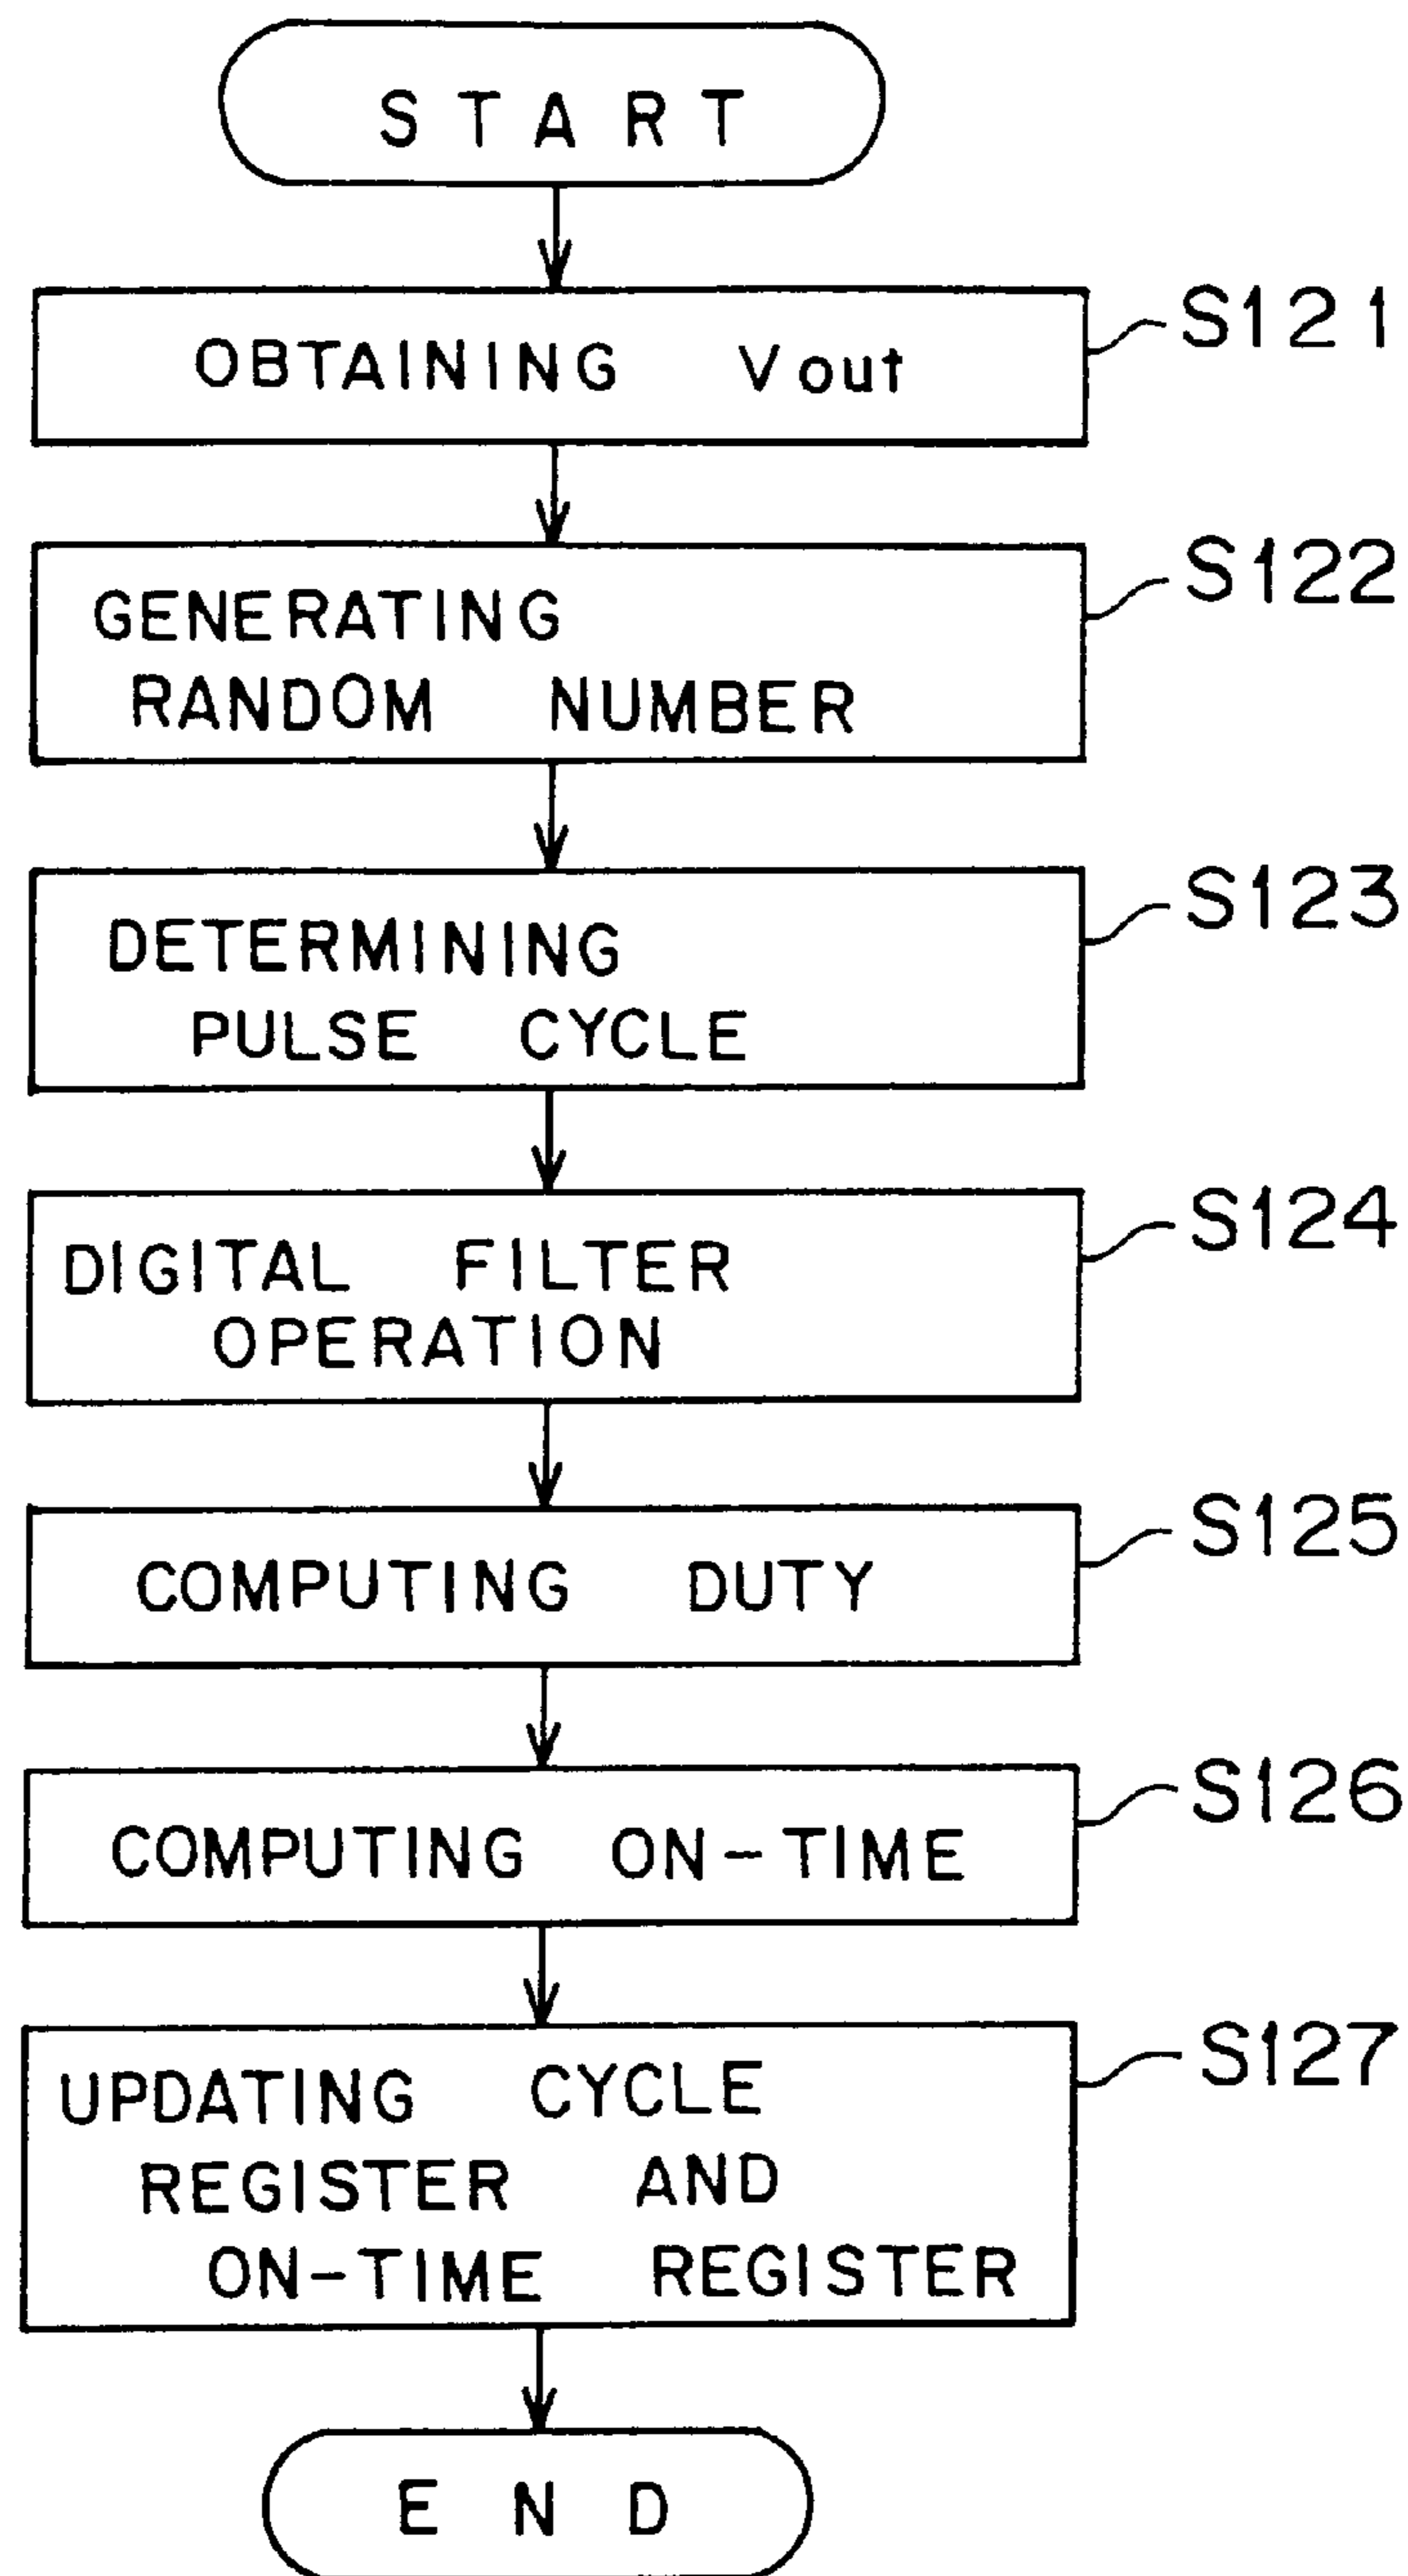 START
OBTAINING Vout
S121
GENERATING
RANDOM NUMBER
S122
DETERMINING
PULSE CYCLE
S123
DIGITAL FILTER
OPERATION
S124
COMPUTING DUTY
S125
COMPUTING ON-TIME
S126
UPDATING CYCLE
REGISTER AND
ON-TIME REGISTER
S127
END